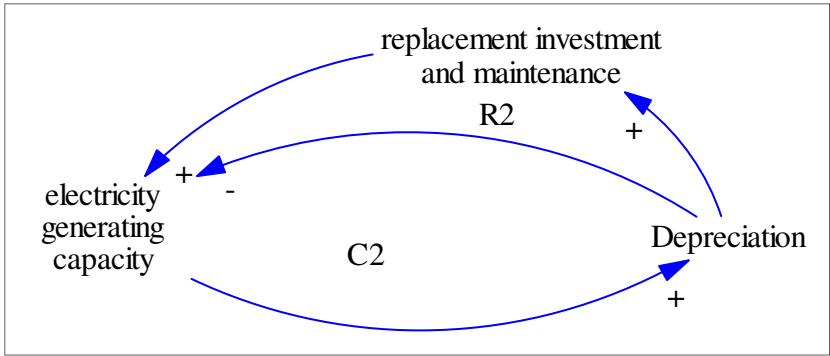 replacement investment
and maintenance
R2
+
+
-
electricity
generating
capacity
Depreciation
C2
+